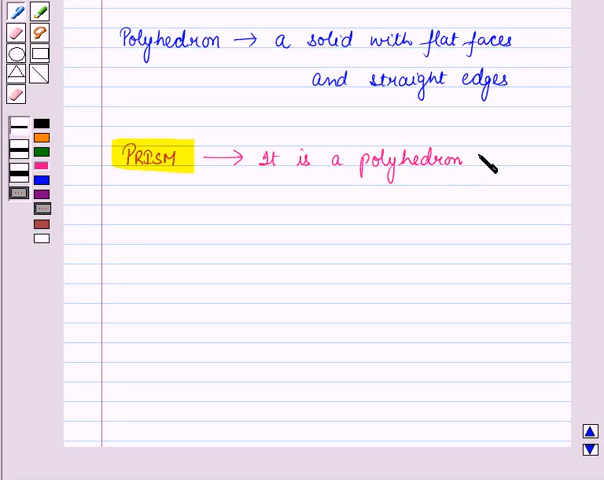 Polyhedron → a solid with flat faces
and straight edges
PRISM → It is a polyhedron